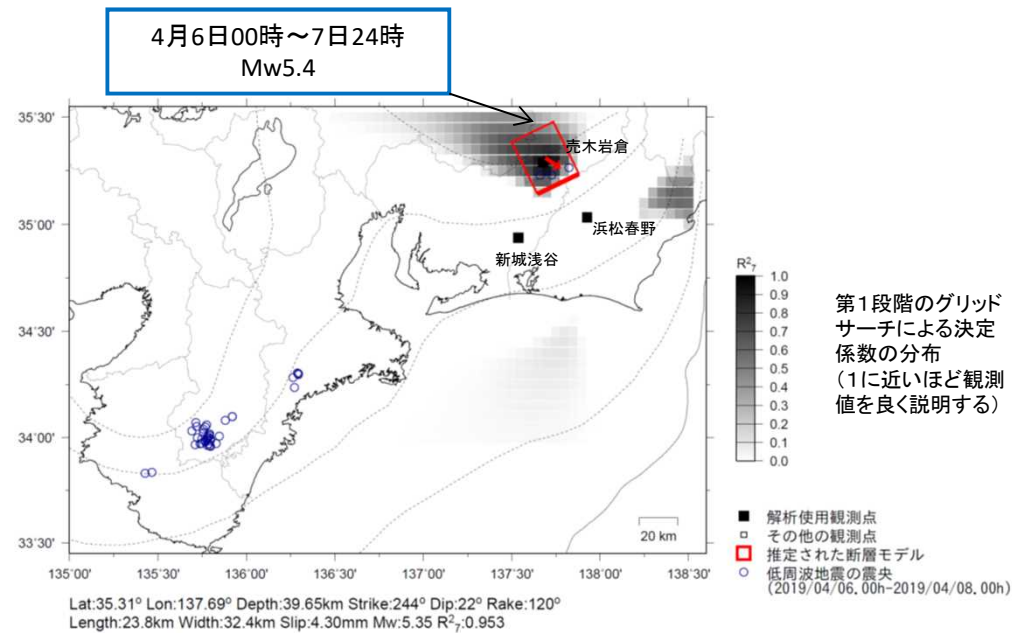 4月6日00時～7日24時
Mw5.4
35°30'
35°00'
34°30'
34°00'
33°30'
135°00'
135°30'
136°00'
136°30'
137°00'
137°30'
138°00'
138°30'
売木岩倉
浜松春野
新城浅谷
20 km
R²₇
1.0
0.9
0.8
0.7
0.6
0.5
0.4
0.3
0.2
0.1
0.0
第１段階のグリッド
サーチによる決定
係数の分布
（１に近いほど観測
値を良く説明する）
解析使用観測点
その他の観測点
推定された断層モデル
低周波地震の震央
(2019/04/06.00h-2019/04/08.00h)
Lat:35.31° Lon:137.69° Depth:39.65km Strike:244° Dip:22° Rake:120°
Length:23.8km Width:32.4km Slip:4.30mm Mw:5.35 R²₇:0.953